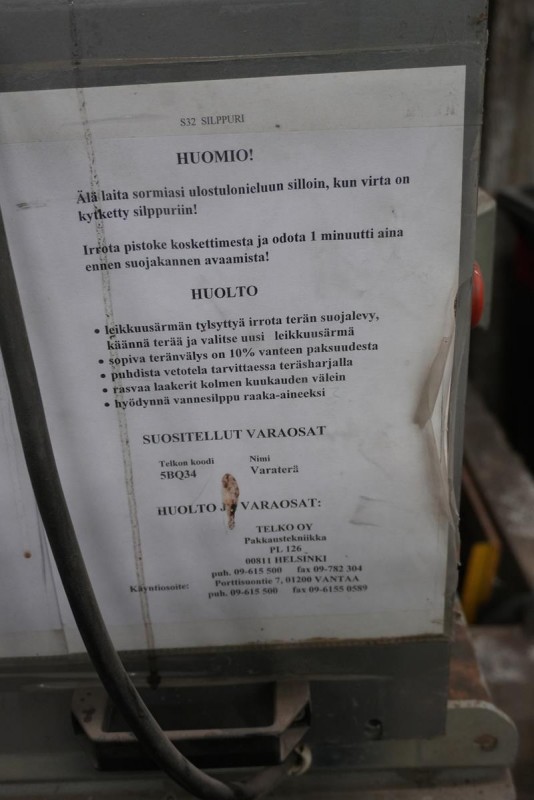 S32 SILPPURI
HUOMIO!
Älä laita sormiasi ulostulonieluun silloin, kun virta on
kytketty silppuriin!
Irrota pistoke koskettimesta ja odota 1 minuutti aina
ennen suojakannen avaamista!
HUOLTO
• leikkuusärmän tylsyttyä irrota terän suojalevy,
käännä terää ja valitse uusi leikkuusärmä
• sopiva teränvälys on 10% vanteen paksuudesta
• puhdista vetotela tarvittaessa teräsharjalla
• rasvaa laakerit kolmen kuukauden välein
• hyödynnä vannesilppu raaka-aineeksi
SUOSITELLUT VARAOSAT
Telkon koodi Nimi
5BQ34 Varaterä
HUOLTO VARAOSAT:
TELKO OY
Pakkaustekniikka
PL 126
00811 HELSINKI
puh. 09-615 500 fax 09-782 304
Käyntiosoite: Porttisuontie 7, 01200 VANTAA
puh. 09-615 500 fax 09-6155 0589